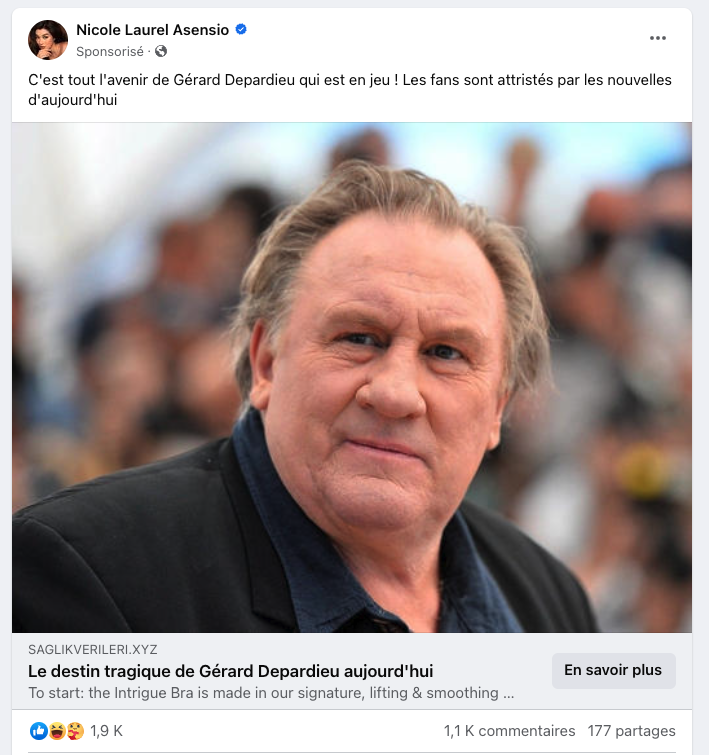 Nicole Laurel Asensio
Sponsorisé ·
C'est tout l'avenir de Gérard Depardieu qui est en jeu ! Les fans sont attristés par les nouvelles
d'aujourd'hui
SAGLIKVERILERI.XYZ
Le destin tragique de Gérard Depardieu aujourd'hui
To start: the Intrigue Bra is made in our signature, lifting & smoothing ...
En savoir plus
1,9 K
1,1 K commentaires 177 partages